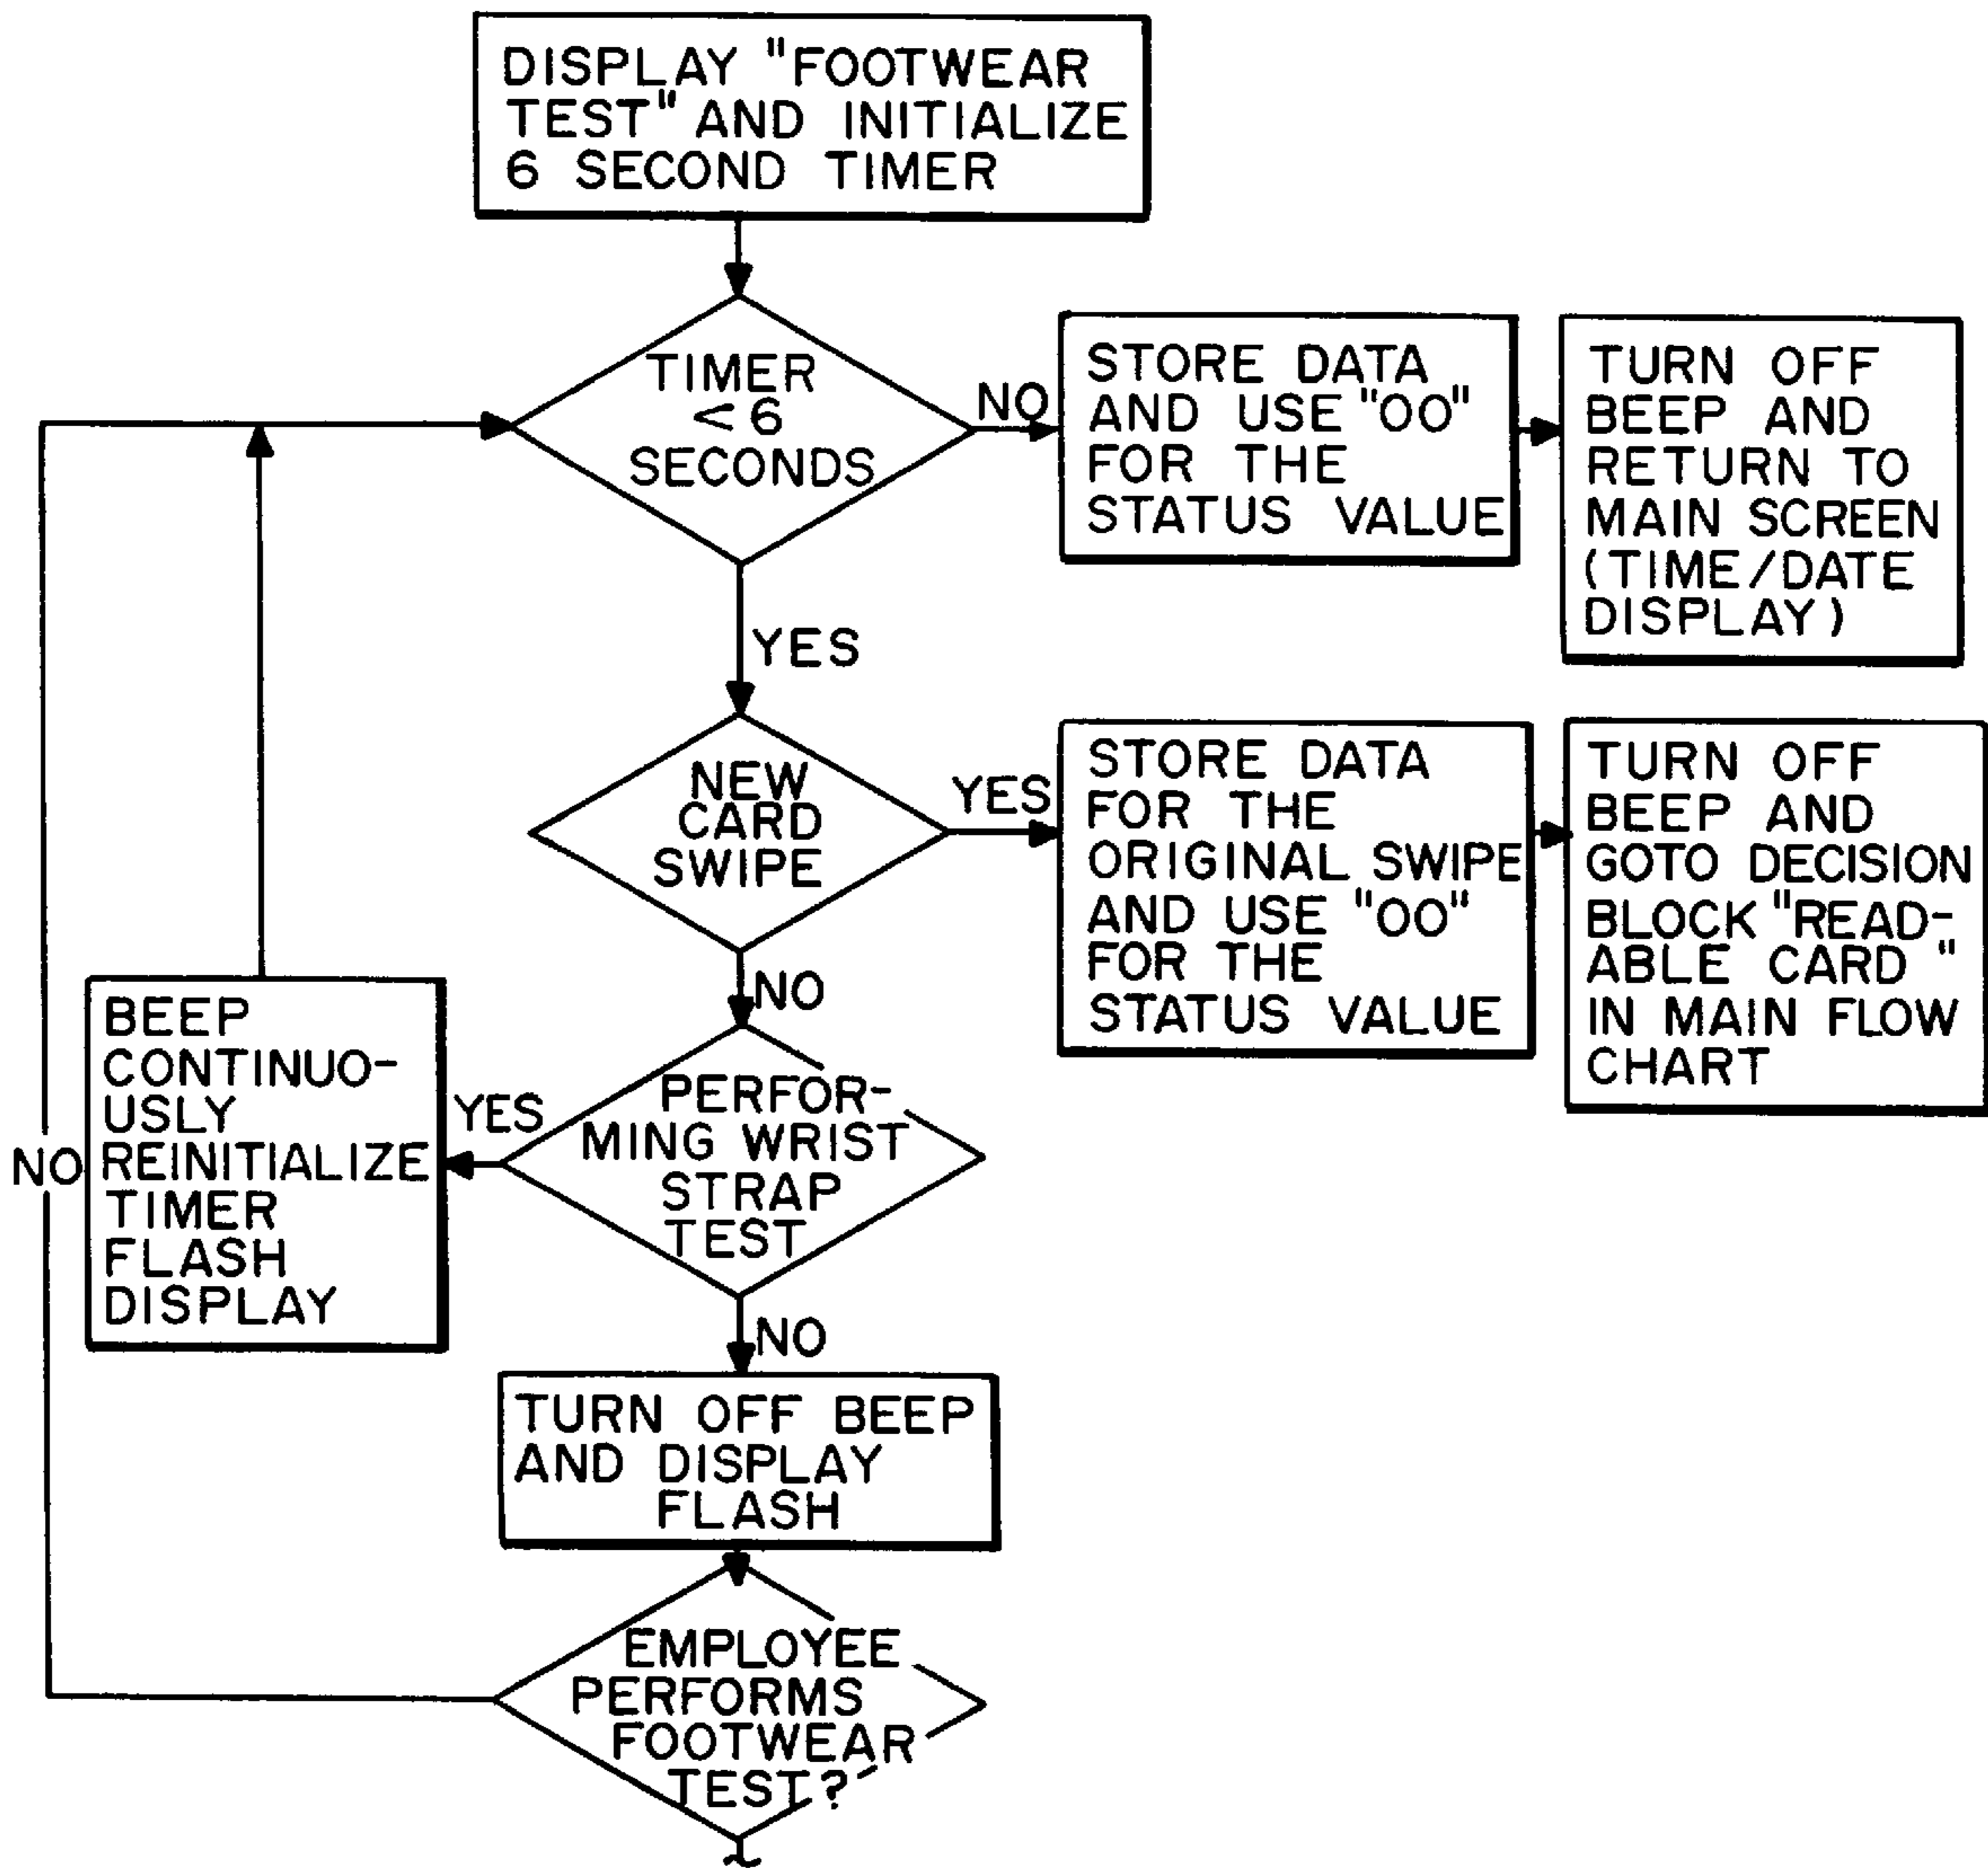 DISPLAY "FOOTWEAR
TEST" AND INITIALIZE
6 SECOND TIMER
TIMER
< 6
SECONDS
NO
STORE DATA
AND USE "OO"
FOR THE
STATUS VALUE
TURN OFF
BEEP AND
RETURN TO
MAIN SCREEN
(TIME/DATE
DISPLAY)
YES
NEW
CARD
SWIPE
YES
STORE DATA
FOR THE
ORIGINAL SWIPE
AND USE "OO"
FOR THE
STATUS VALUE
TURN OFF
BEEP AND
GOTO DECISION
BLOCK "READ-
ABLE CARD "
IN MAIN FLOW
CHART
NO
PERFOR-
MING WRIST
STRAP
TEST
YES
BEEP
CONTINUO-
USLY
REINITIALIZE
TIMER
FLASH
DISPLAY
NO
NO
TURN OFF BEEP
AND DISPLAY
FLASH
EMPLOYEE
PERFORMS
FOOTWEAR
TEST?